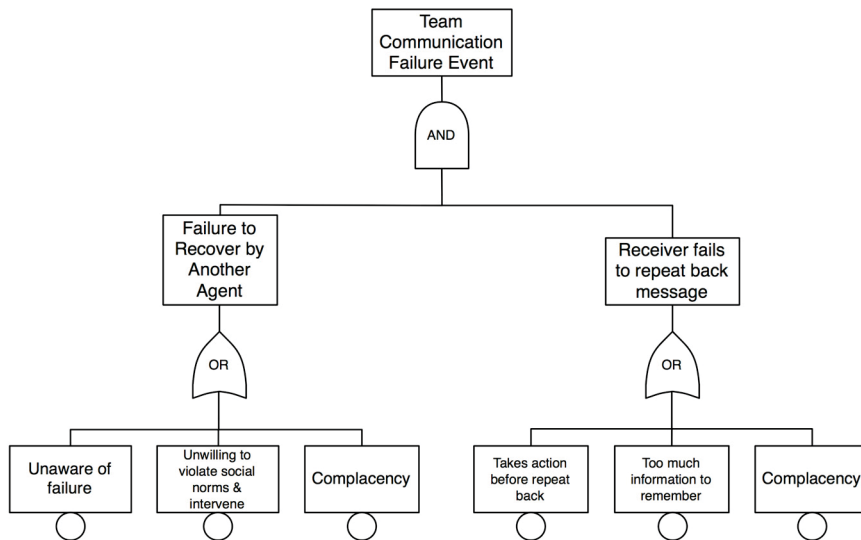 Team
Communication
Failure Event
AND
Failure to
Recover by
Another
Agent
Receiver fails
to repeat back
message
OR
OR
Unaware of
failure
Unwilling to
violate social
norms &
intervene
Complacency
Takes action
before repeat
back
Too much
information to
remember
Complacency